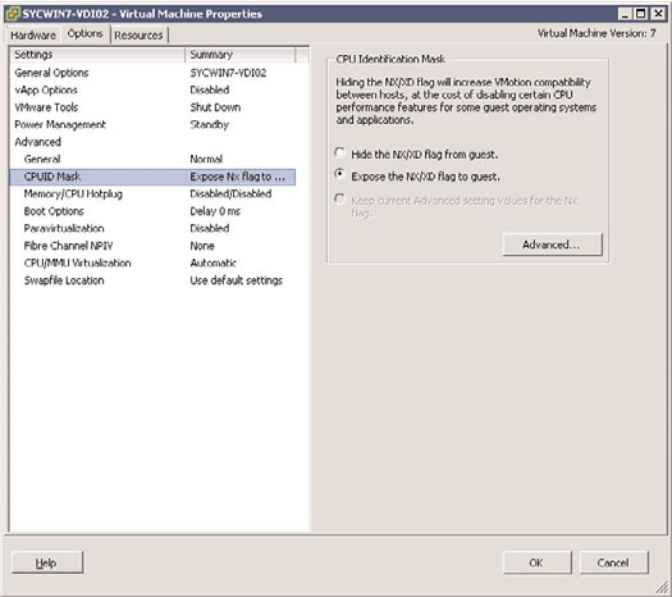 SYCWIN7-VDI02 - Virtual Machine Properties
Hardware Options Resources Virtual Machine Version: 7
Settings Summary
General Options SYCWIN7-VDI02
vApp Options Disabled
VMware Tools Shut Down
Power Management Standby
Advanced
General Normal
CPUID Mask Expose Nx flag to ...
Memory/CPU Hotplug Disabled/Disabled
Boot Options Delay 0 ms
Paravirtualization Disabled
Fibre Channel NPIV None
CPU/MMU Virtualization Automatic
Swapfile Location Use default settings
CPU Identification Mask
Hiding the NX/XD flag will increase VMotion compatibility
between hosts, at the cost of disabling certain CPU
performance features for some guest operating systems
and applications.
Hide the NX/XD flag from guest.
Expose the NX/XD flag to guest.
Keep current Advanced setting values for the Nx
flag.
Advanced...
Help OK Cancel